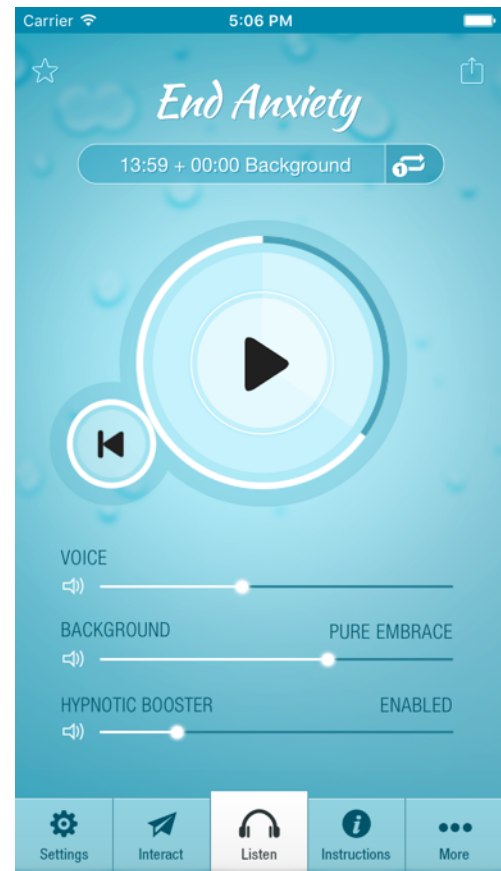 Carrier 5:06 PM
End Anxiety
13:59 + 00:00 Background 1
VOICE
BACKGROUND PURE EMBRACE
HYPNOTIC BOOSTER ENABLED
Settings Interact Listen Instructions More